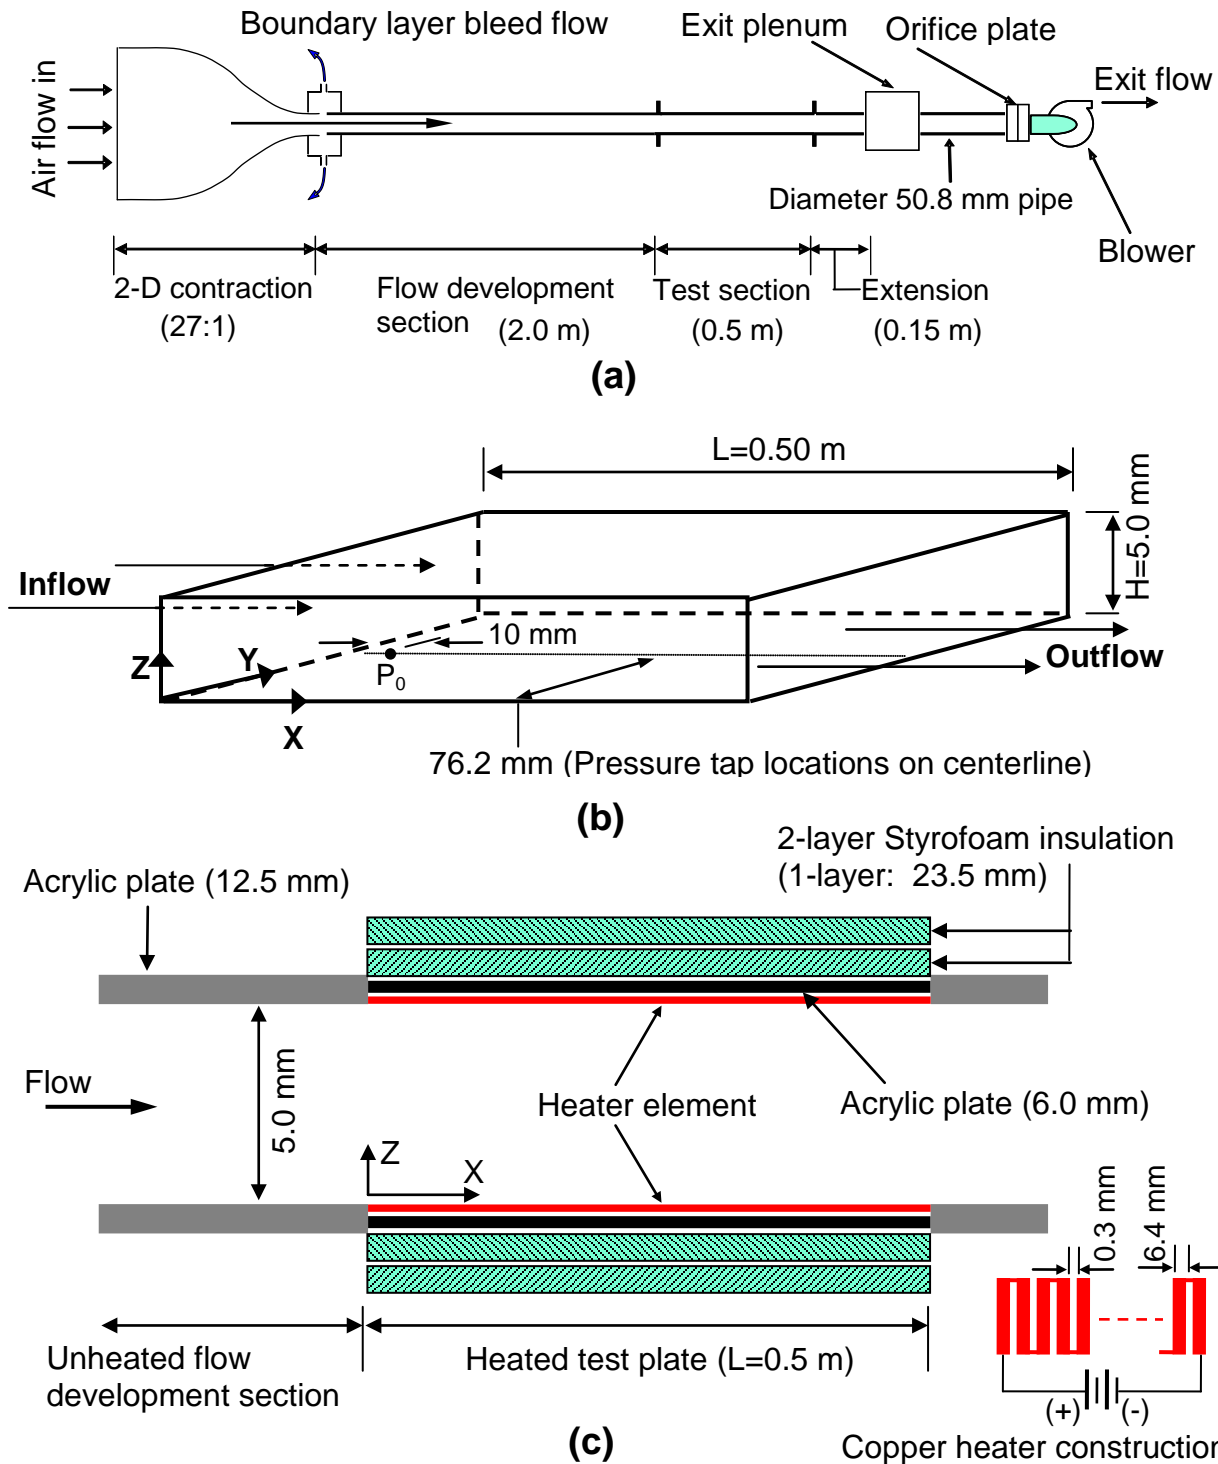 Boundary layer bleed flow
Exit plenum
Orifice plate
Exit flow
Air flow in
Diameter 50.8 mm pipe
Blower
2-D contraction
(27:1)
Flow development
section
(2.0 m)
Test section
(0.5 m)
Extension
(0.15 m)
(a)
L=0.50 m
H=5.0 mm
Inflow
10 mm
Z
Y
P0
X
Outflow
76.2 mm (Pressure tap locations on centerline)
(b)
2-layer Styrofoam insulation
(1-layer: 23.5 mm)
Acrylic plate (12.5 mm)
Flow
5.0 mm
Heater element
Acrylic plate (6.0 mm)
Z
X
0.3 mm
6.4 mm
Unheated flow
development section
Heated test plate (L=0.5 m)
(+)
(-)
Copper heater construction
(c)